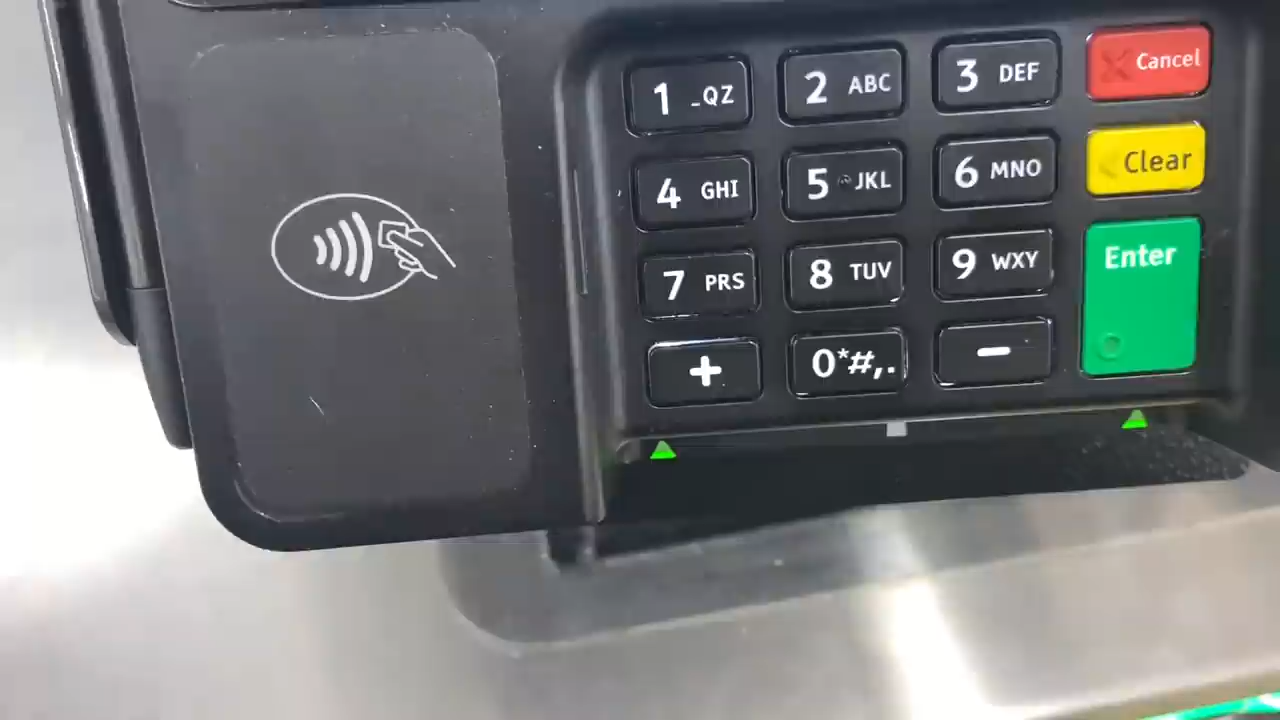 1 _QZ 2 ABC 3 DEF Cancel
4 GHI 5 JKL 6 MNO Clear
7 PRS 8 TUV 9 WXY Enter
+ 0*#,. -